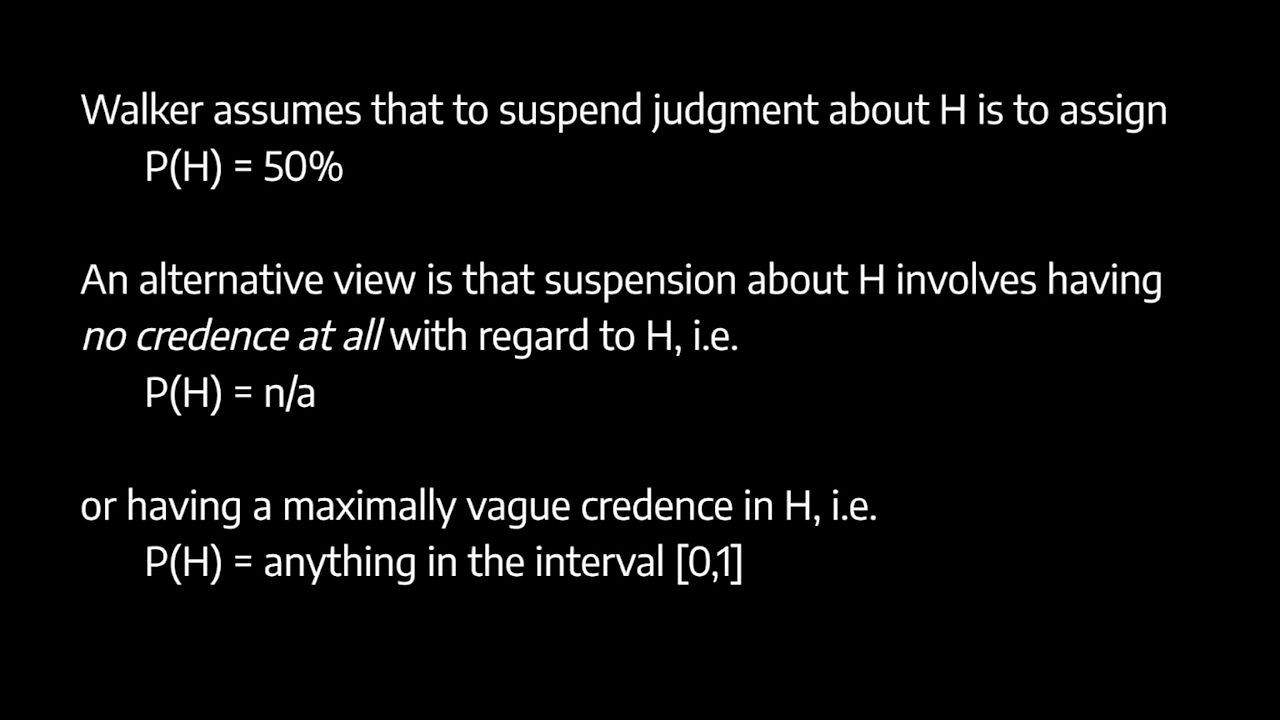 Walker assumes that to suspend judgment about H is to assign
P(H) = 50%
An alternative view is that suspension about H involves having
no credence at all with regard to H, i.e.
P(H) = n/a
or having a maximally vague credence in H, i.e.
P(H) = anything in the interval [0,1]